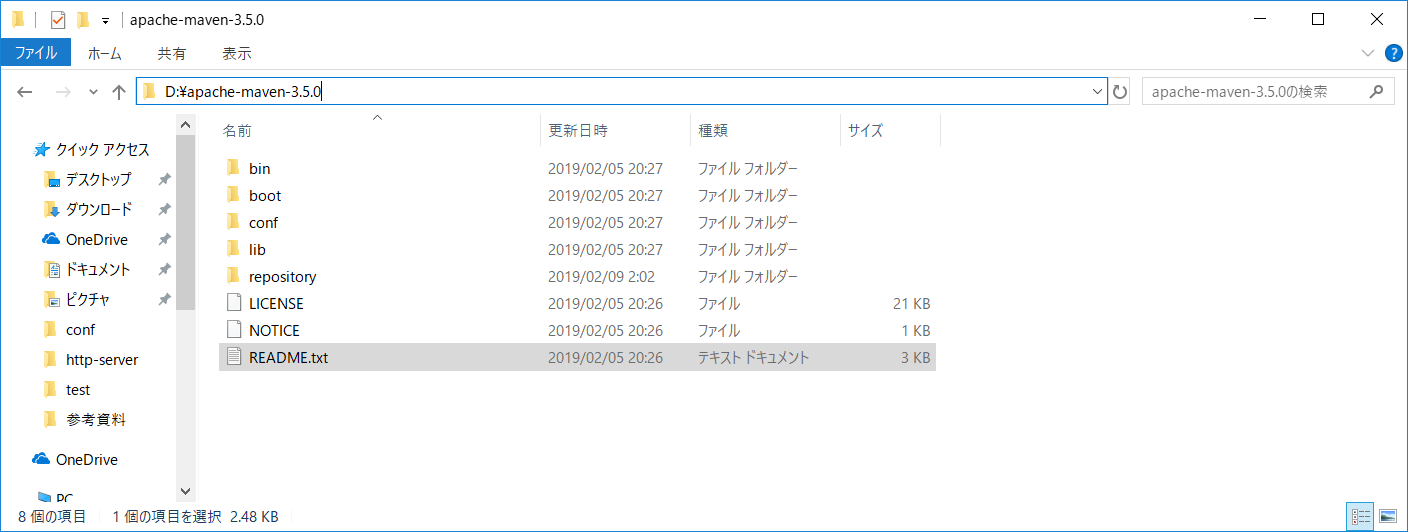 apache-maven-3.5.0
ファイル ホーム 共有 表示
D:¥apache-maven-3.5.0 apache-maven-3.5.0の検索
名前 更新日時 種類 サイズ
クイック アクセス
デスクトップ
ダウンロード
OneDrive
ドキュメント
ピクチャ
conf
http-server
test
参考資料
OneDrive
PC
bin 2019/02/05 20:27 ファイル フォルダー
boot 2019/02/05 20:27 ファイル フォルダー
conf 2019/02/05 20:27 ファイル フォルダー
lib 2019/02/05 20:27 ファイル フォルダー
repository 2019/02/09 2:02 ファイル フォルダー
LICENSE 2019/02/05 20:26 ファイル 21 KB
NOTICE 2019/02/05 20:26 ファイル 1 KB
README.txt 2019/02/05 20:26 テキスト ドキュメント 3 KB
8 個の項目 1 個の項目を選択 2.48 KB